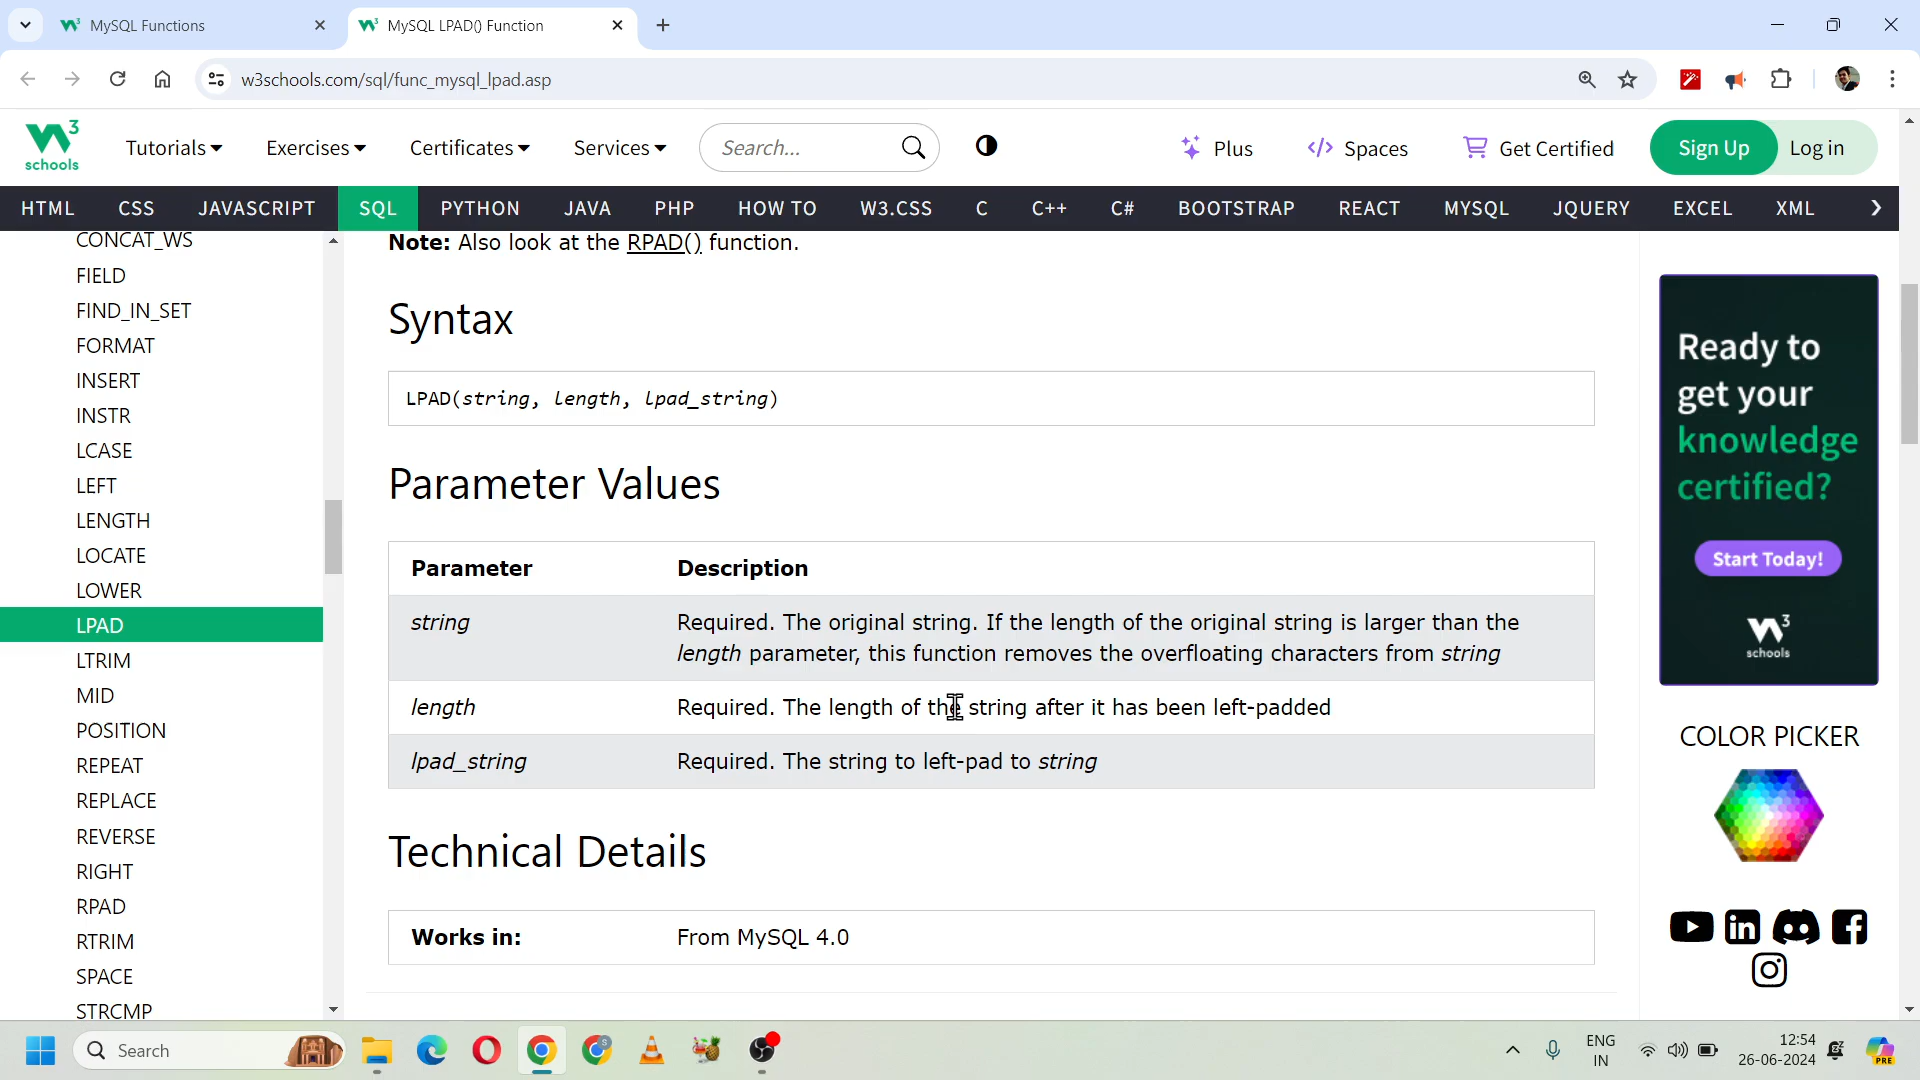 MySQL Functions
MySQL LPAD() Function
w3schools.com/sql/func_mysql_lpad.asp
3
schools
Tutorials
Exercises
Certificates
Services
Search...
Plus
Spaces
Get Certified
Sign Up
Log in
HTML
CSS
JAVASCRIPT
SQL
PYTHON
JAVA
PHP
HOW TO
W3.CSS
C
C++
C#
BOOTSTRAP
REACT
MYSQL
JQUERY
EXCEL
XML
CONCAT_WS
FIELD
FIND_IN_SET
FORMAT
INSERT
INSTR
LCASE
LEFT
LENGTH
LOCATE
LOWER
LPAD
LTRIM
MID
POSITION
REPEAT
REPLACE
REVERSE
RIGHT
RPAD
RTRIM
SPACE
STRCMP
Note: Also look at the RPAD() function.
Syntax
LPAD(string, length, lpad_string)
Parameter Values
Parameter Description
string Required. The original string. If the length of the original string is larger than the
length parameter, this function removes the overfloating characters from string
length Required. The length of the string after it has been left-padded
lpad_string Required. The string to left-pad to string
Technical Details
Works in: From MySQL 4.0
Ready to
get your
knowledge
certified?
Start Today!
3
schools
COLOR PICKER
in
Search
ENG
IN
12:54
26-06-2024
PRE